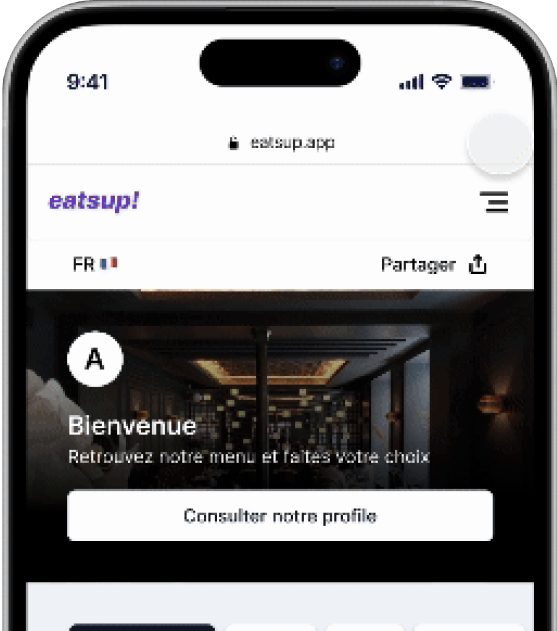 9:41
eatsup.app
eatsup!
FR
Partager
A
Bienvenue
Retrouvez notre menu et faites votre choix
Consulter notre profile